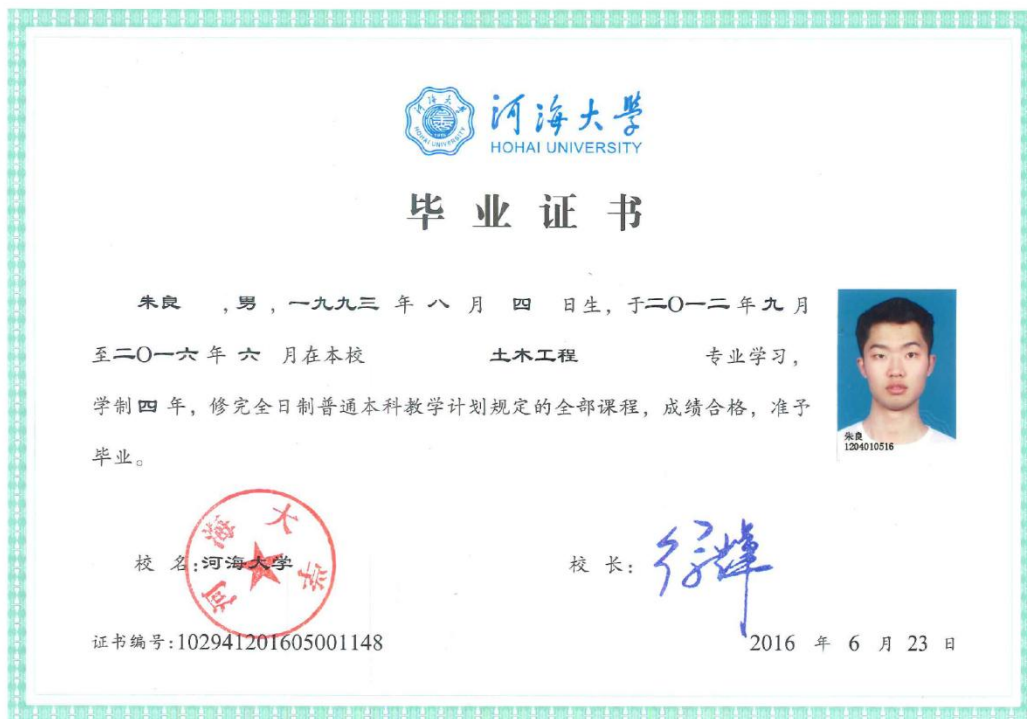 河海大學
HOHAI UNIVERSITY
毕业证书
朱良 ,男,一九九三 年 八 月 四 日生,于二〇一二年九月
至二〇一六年 六 月在本校 土木工程 专业学习,
学制四年,修完全日制普通本科教学计划规定的全部课程,成绩合格,准予
毕业。
朱良
1204010516
校 名:河海大学
河海大学
校 长:
证书编号:102941201605001148
2016 年 6 月 23 日